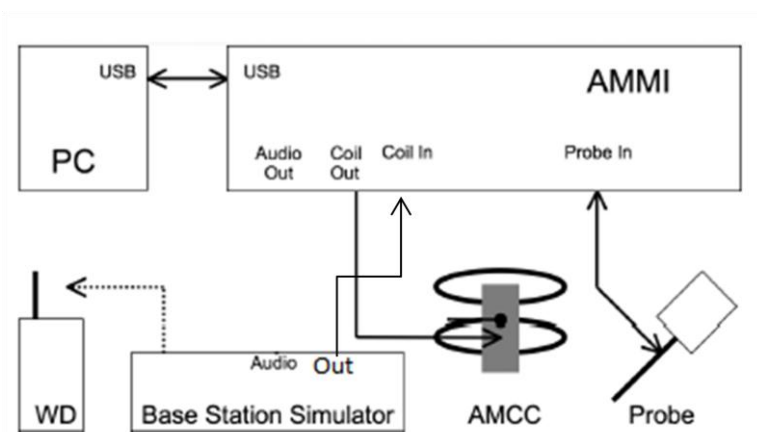 USB
USB
AMMI
PC
Audio
Out
Coil
Out
Coil In
Probe In
Audio Out
WD
Base Station Simulator
AMCC
Probe